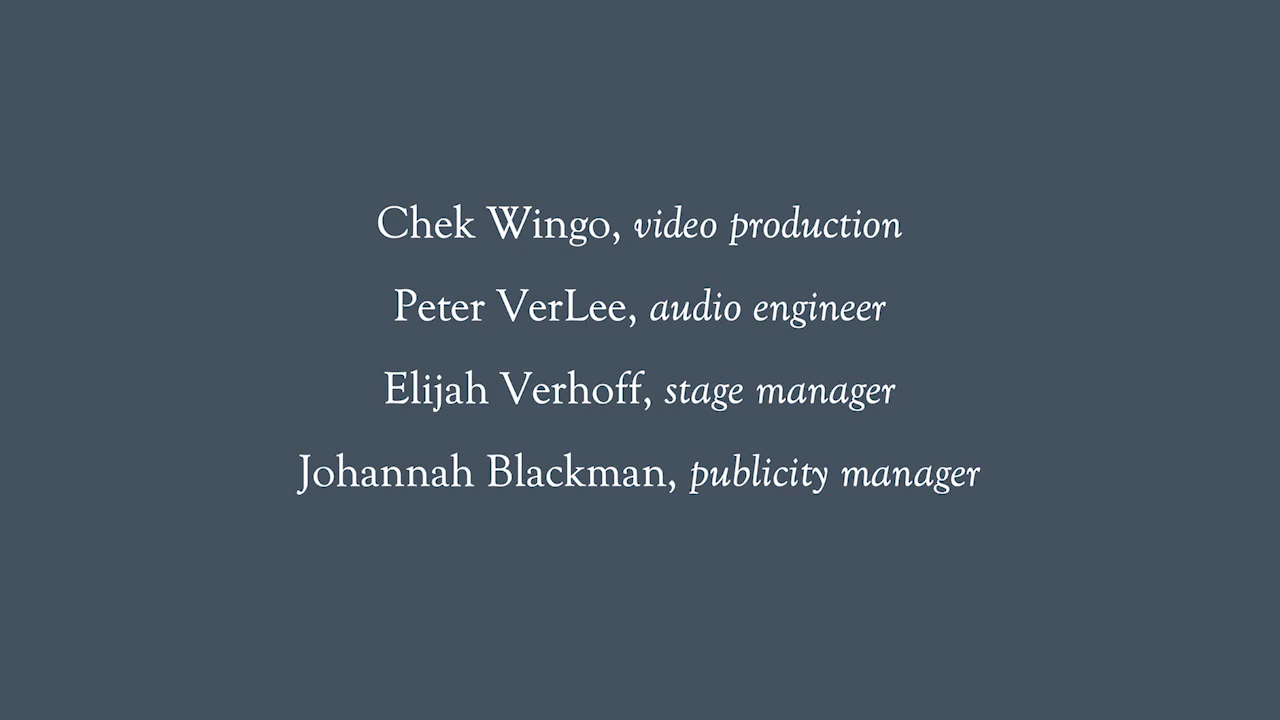 Chek Wingo, video production
Peter VerLee, audio engineer
Elijah Verhoff, stage manager
Johannah Blackman, publicity manager